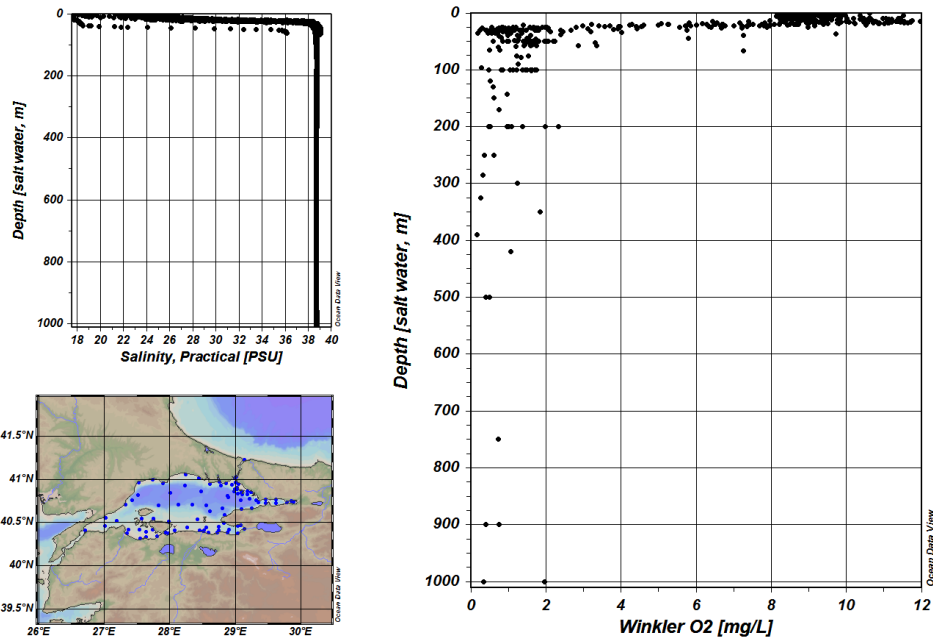 0
200
400
600
800
1000
Depth [salt water, m]
18 20 22 24 26 28 30 32 34 36 38 40
Salinity, Practical [PSU]
Ocean Data View
41.5°N
41°N
40.5°N
40°N
39.5°N
26°E 27°E 28°E 29°E 30°E
Ocean Data View
0
100
200
300
400
500
600
700
800
900
1000
Depth [salt water, m]
0 2 4 6 8 10 12
Winkler O2 [mg/L]
Ocean Data View